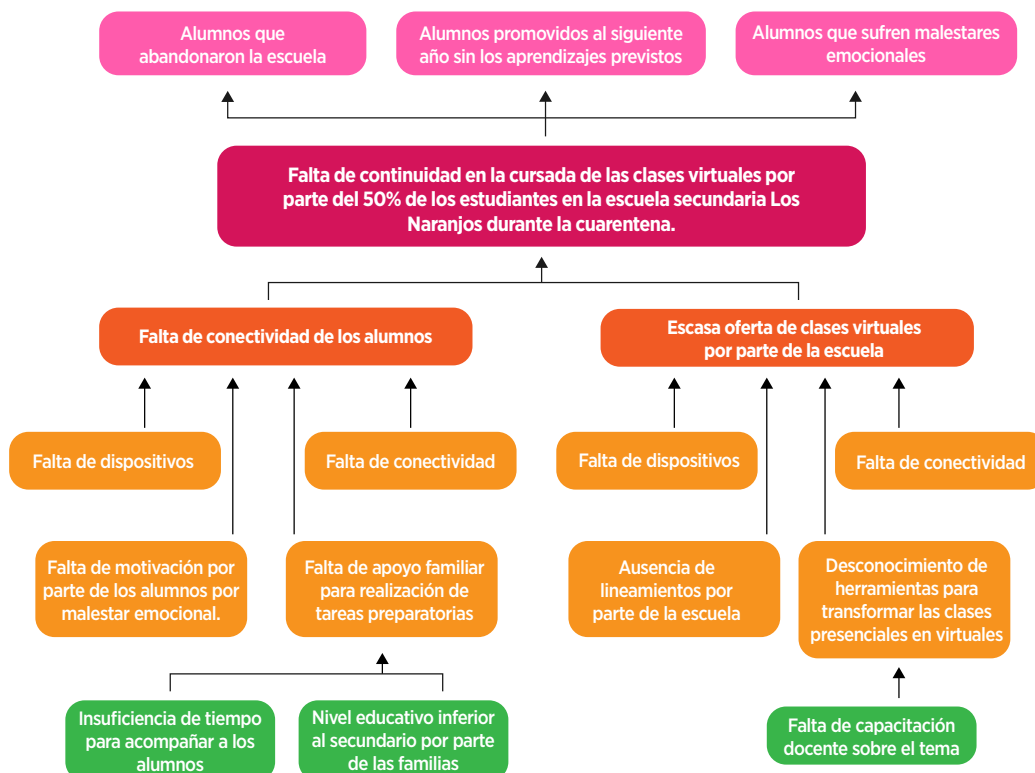 Alumnos que
abandonaron la escuela
Alumnos promovidos al siguiente
año sin los aprendizajes previstos
Alumnos que sufren malestares
emocionales
Falta de continuidad en la cursada de las clases virtuales por
parte del 50% de los estudiantes en la escuela secundaria Los
Naranjos durante la cuarentena.
Falta de conectividad de los alumnos
Escasa oferta de clases virtuales
por parte de la escuela
Falta de dispositivos
Falta de conectividad
Falta de dispositivos
Falta de conectividad
Falta de motivación por
parte de los alumnos por
malestar emocional.
Falta de apoyo familiar
para realización de
tareas preparatorias
Ausencia de
lineamientos por
parte de la escuela
Desconocimiento de
herramientas para
transformar las clases
presenciales en virtuales
Insuficiencia de tiempo
para acompañar a los
alumnos
Nivel educativo inferior
al secundario por parte
de las familias
Falta de capacitación
docente sobre el tema